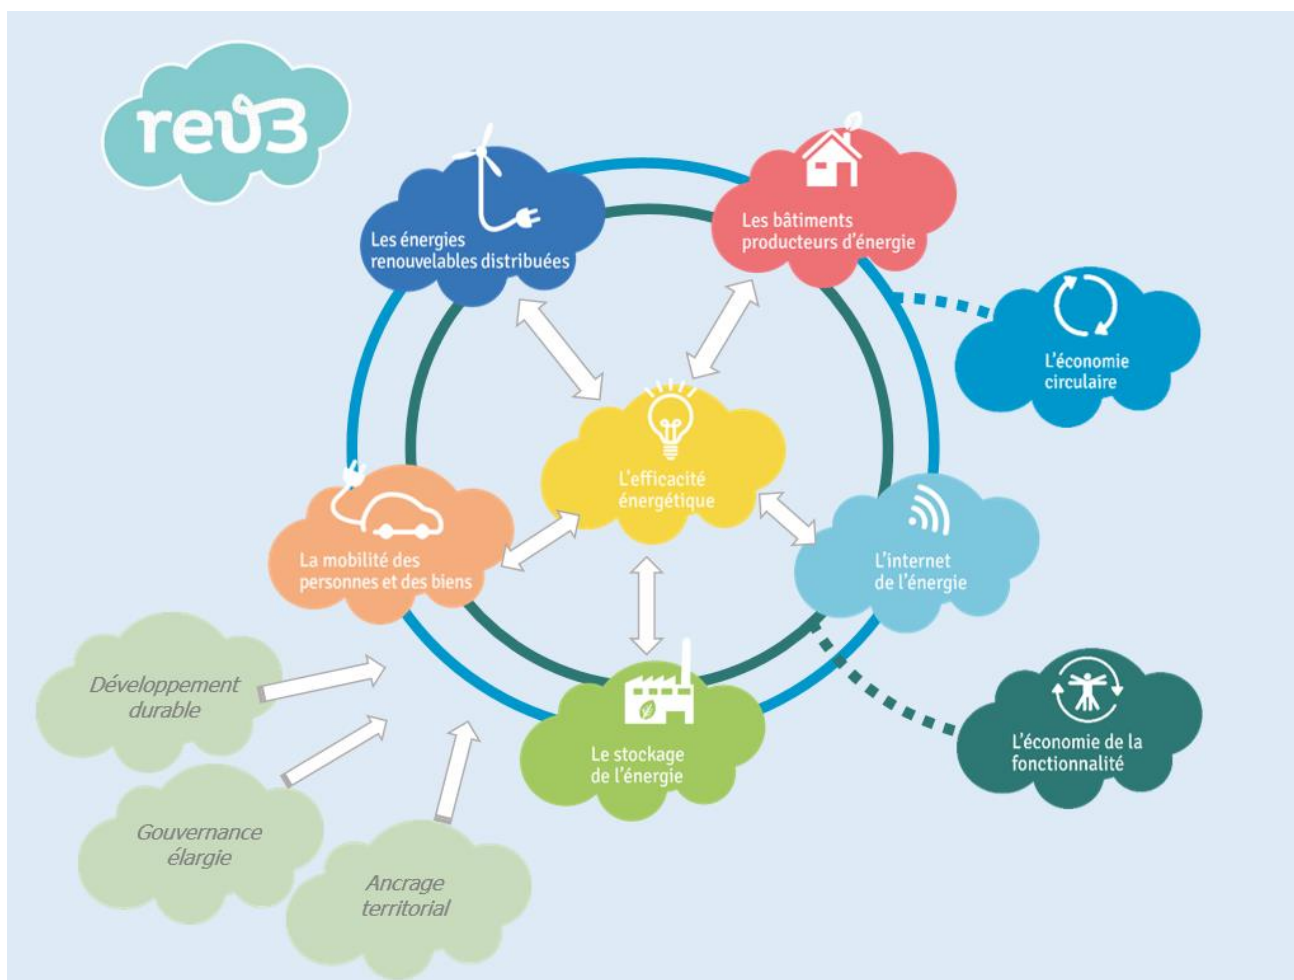 rev3
Les énergies
renouvelables distribuées
Les bâtiments
producteurs d'énergie
L'économie
circulaire
L'efficacité
énergétique
La mobilité des
personnes et des biens
L'internet
de l'énergie
Développement
durable
Le stockage
de l'énergie
L'économie de la
fonctionnalité
Gouvernance
élargie
Ancrage
territorial